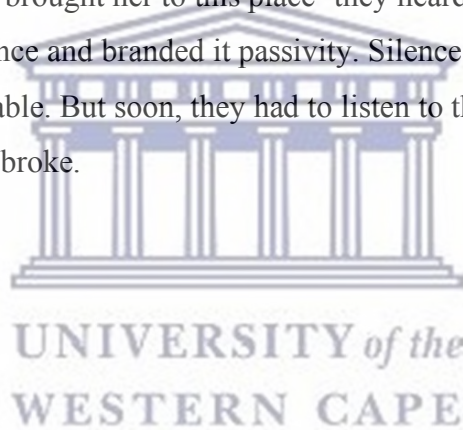 brought her to this place they heard
nce and branded it passivity. Silence
able. But soon, they had to listen to th
broke.
UNIVERSITY of the
WESTERN CAPE